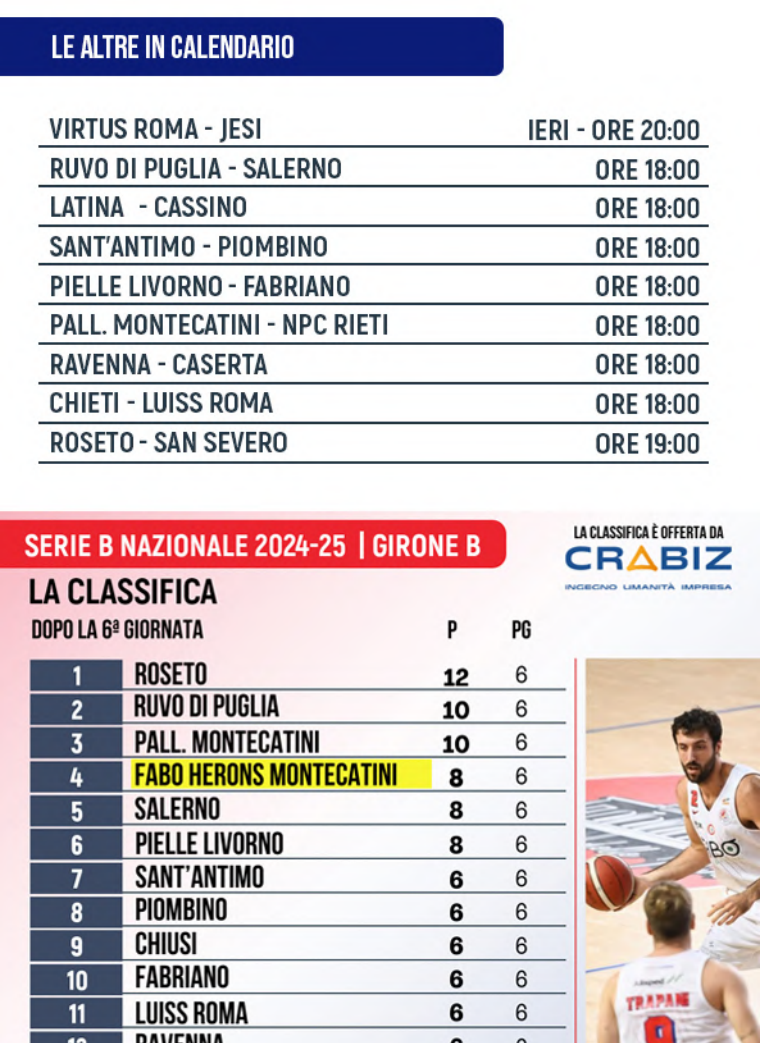 LE ALTRE IN CALENDARIO
VIRTUS ROMA - JESI IERI - ORE 20:00
RUVO DI PUGLIA - SALERNO ORE 18:00
LATINA - CASSINO ORE 18:00
SANT'ANTIMO - PIOMBINO ORE 18:00
PIELLE LIVORNO - FABRIANO ORE 18:00
PALL. MONTECATINI - NPC RIETI ORE 18:00
RAVENNA - CASERTA ORE 18:00
CHIETI - LUISS ROMA ORE 18:00
ROSETO - SAN SEVERO ORE 19:00
SERIE B NAZIONALE 2024-25 | GIRONE B
LA CLASSIFICA È OFFERTA DA
CRABIZ
INGEGNO UMANITÀ IMPRESA
LA CLASSIFICA
DOPO LA 6ª GIORNATA P PG
1 ROSETO 12 6
2 RUVO DI PUGLIA 10 6
3 PALL. MONTECATINI 10 6
4 FABO HERONS MONTECATINI 8 6
5 SALERNO 8 6
6 PIELLE LIVORNO 8 6
7 SANT'ANTIMO 6 6
8 PIOMBINO 6 6
9 CHIUSI 6 6
10 FABRIANO 6 6
11 LUISS ROMA 6 6
RAVENNA
TRAPANI
9